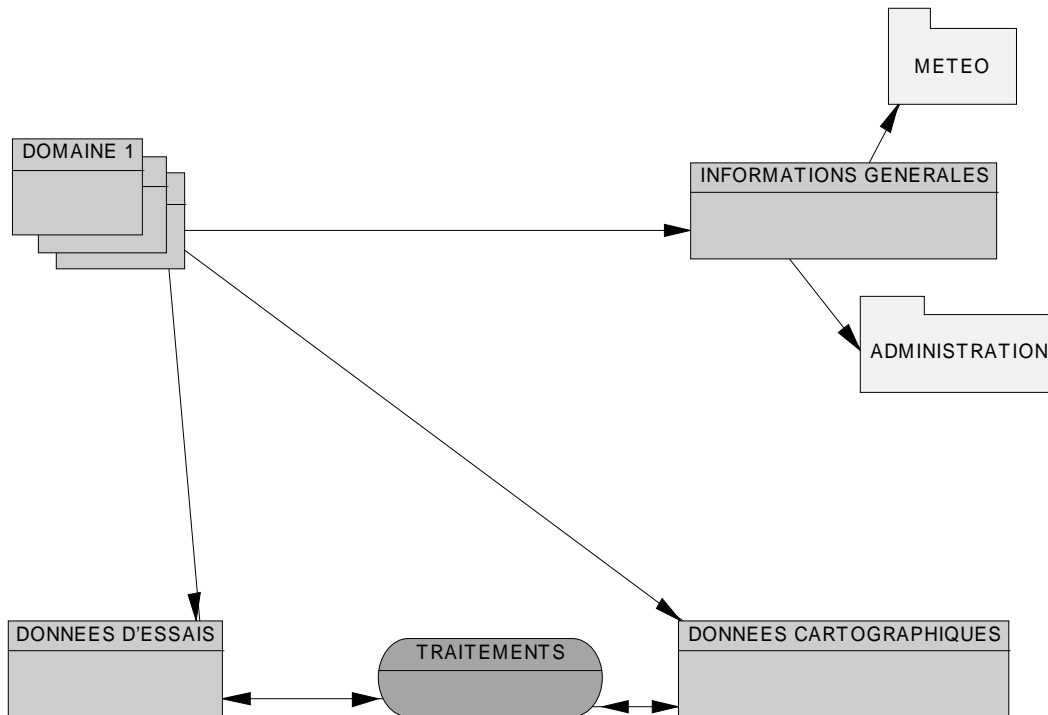 METEO
DOMAINE 1
INFORMATIONS GENERALES
ADMINISTRATION
DONNEES D'ESSAIS
TRAITEMENTS
DONNEES CARTOGRAPHIQUES